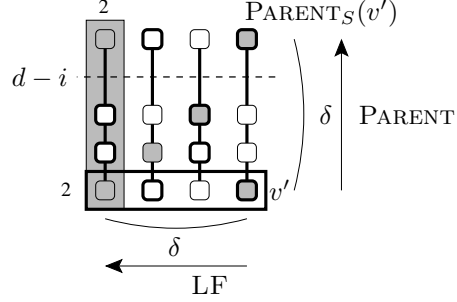 2
PARENT_S(v′)
d − i
δ
PARENT
2
v′
δ
LF